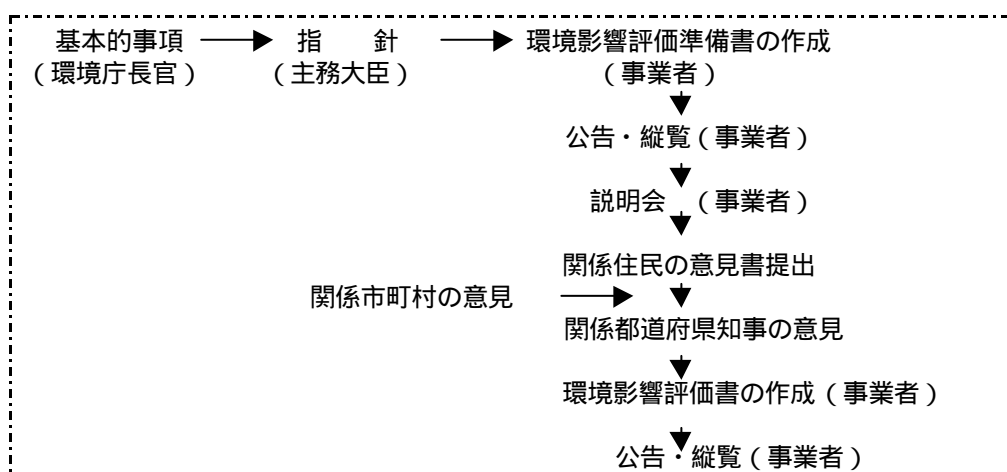 基本的事項 指 針 環境影響評価準備書の作成
(環境庁長官) (主務大臣) (事業者)
公告・縦覧(事業者)
説明会 (事業者)
関係住民の意見書提出
関係市町村の意見
関係都道府県知事の意見
環境影響評価書の作成(事業者)
公告・縦覧(事業者)